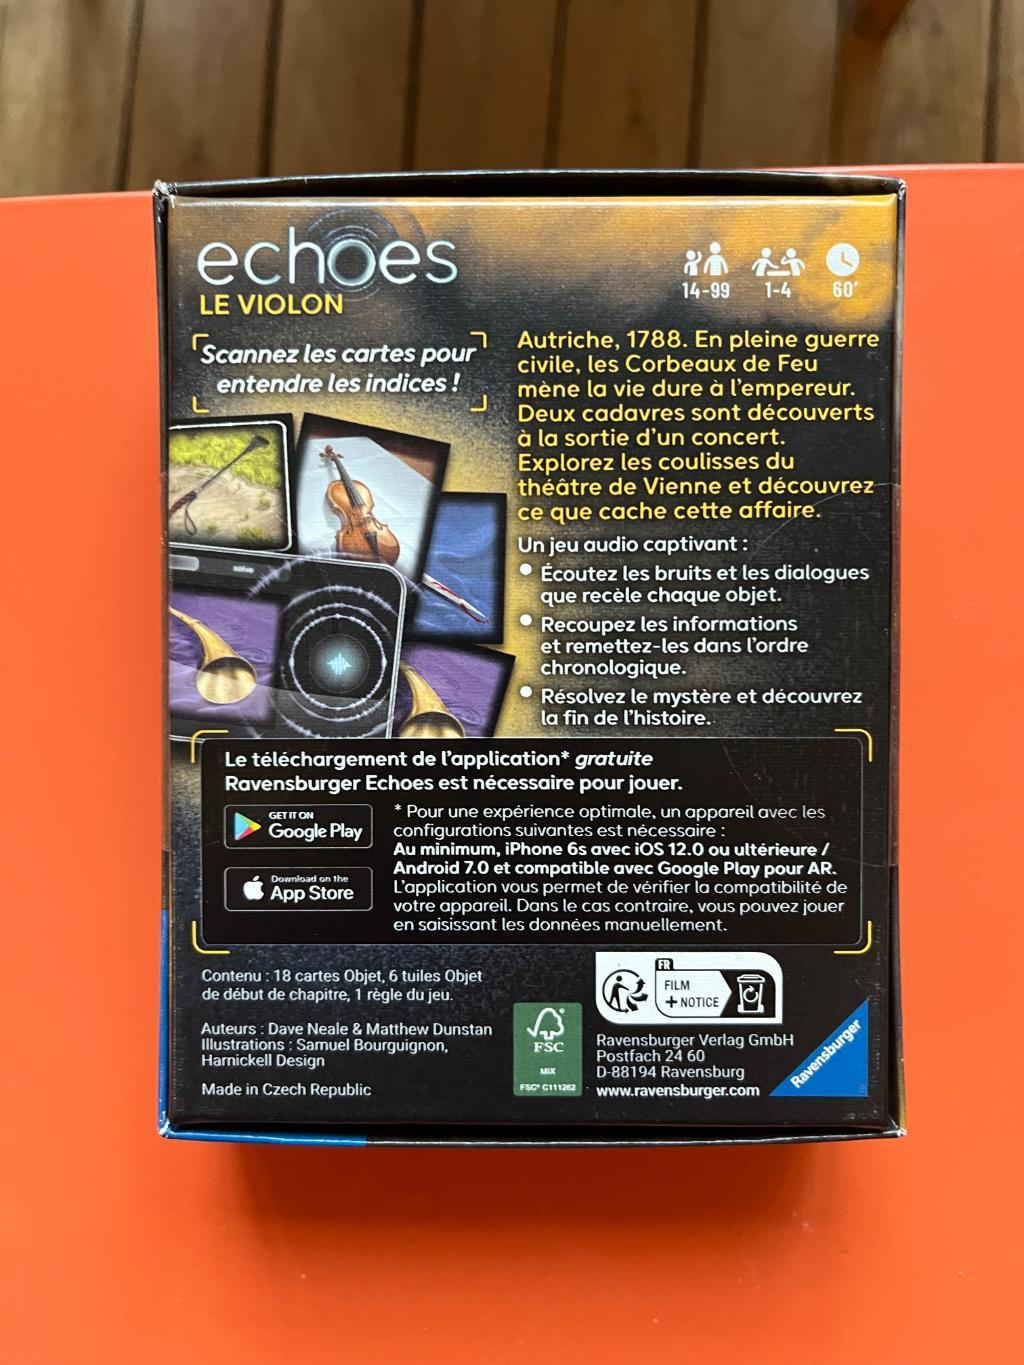 echoes
LE VIOLON
14-99
1-4
60'
Scannez les cartes pour
entendre les indices !
Autriche, 1788. En pleine guerre
civile, les Corbeaux de Feu
mène la vie dure à l'empereur.
Deux cadavres sont découverts
à la sortie d'un concert.
Explorez les coulisses du
théâtre de Vienne et découvrez
ce que cache cette affaire.
Un jeu audio captivant :
• Écoutez les bruits et les dialogues
que recèle chaque objet.
• Recoupez les informations
et remettez-les dans l'ordre
chronologique.
• Résolvez le mystère et découvrez
la fin de l'histoire.
solve
Le téléchargement de l'application* gratuite
Ravensburger Echoes est nécessaire pour jouer.
GET IT ON
Google Play
Download on the
App Store
* Pour une expérience optimale, un appareil avec les
configurations suivantes est nécessaire :
Au minimum, iPhone 6s avec iOS 12.0 ou ultérieure /
Android 7.0 et compatible avec Google Play pour AR.
L'application vous permet de vérifier la compatibilité de
votre appareil. Dans le cas contraire, vous pouvez jouer
en saisissant les données manuellement.
Contenu : 18 cartes Objet, 6 tuiles Objet
de début de chapitre, 1 règle du jeu.
Auteurs : Dave Neale & Matthew Dunstan
Illustrations : Samuel Bourguignon,
Harnickell Design
Made in Czech Republic
FSC
MIX
FSC® C111262
FR
FILM
+ NOTICE
Ravensburger Verlag GmbH
Postfach 24 60
D-88194 Ravensburg
www.ravensburger.com
Ravensburger